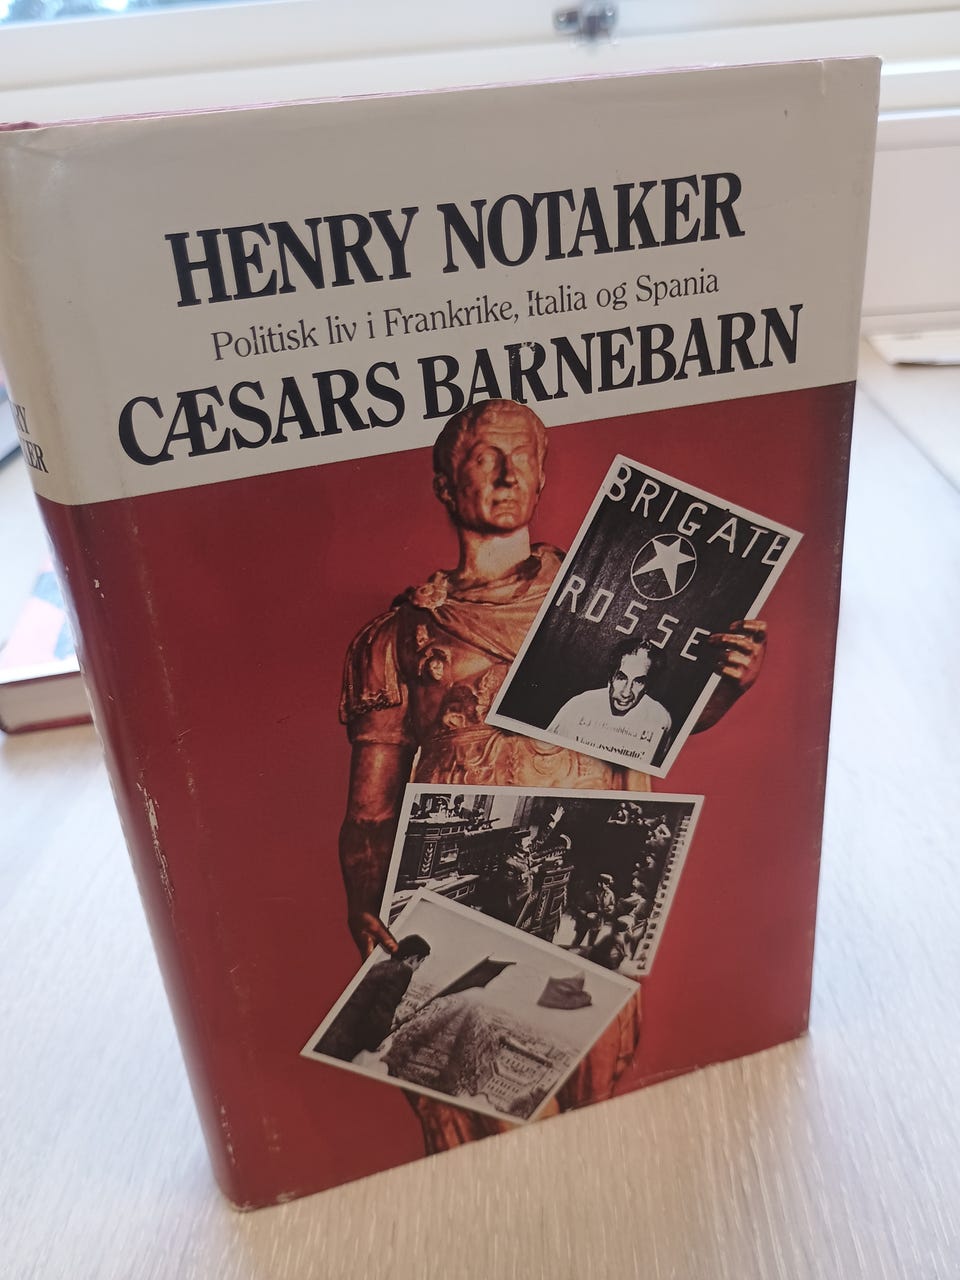 HENRY NOTAKER
Politisk liv i Frankrike, Italia og Spania
CÆSARS BARNEBARN
BRIGATE
ROSSE